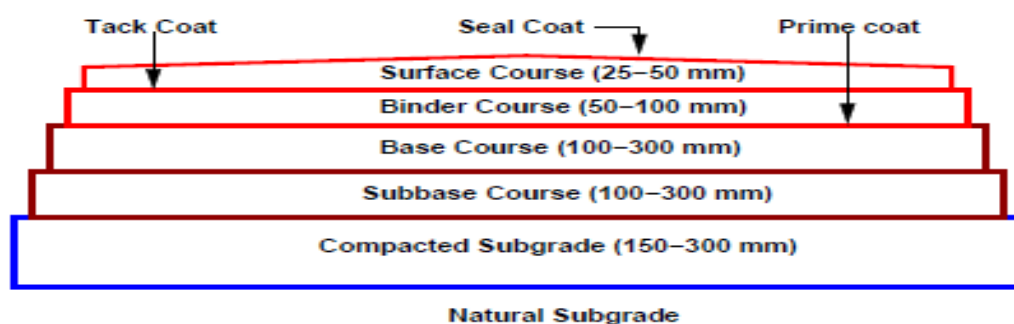 Tack Coat Seal Coat Prime coat
Surface Course (25–50 mm)
Binder Course (50–100 mm)
Base Course (100–300 mm)
Subbase Course (100–300 mm)
Compacted Subgrade (150–300 mm)
Natural Subgrade